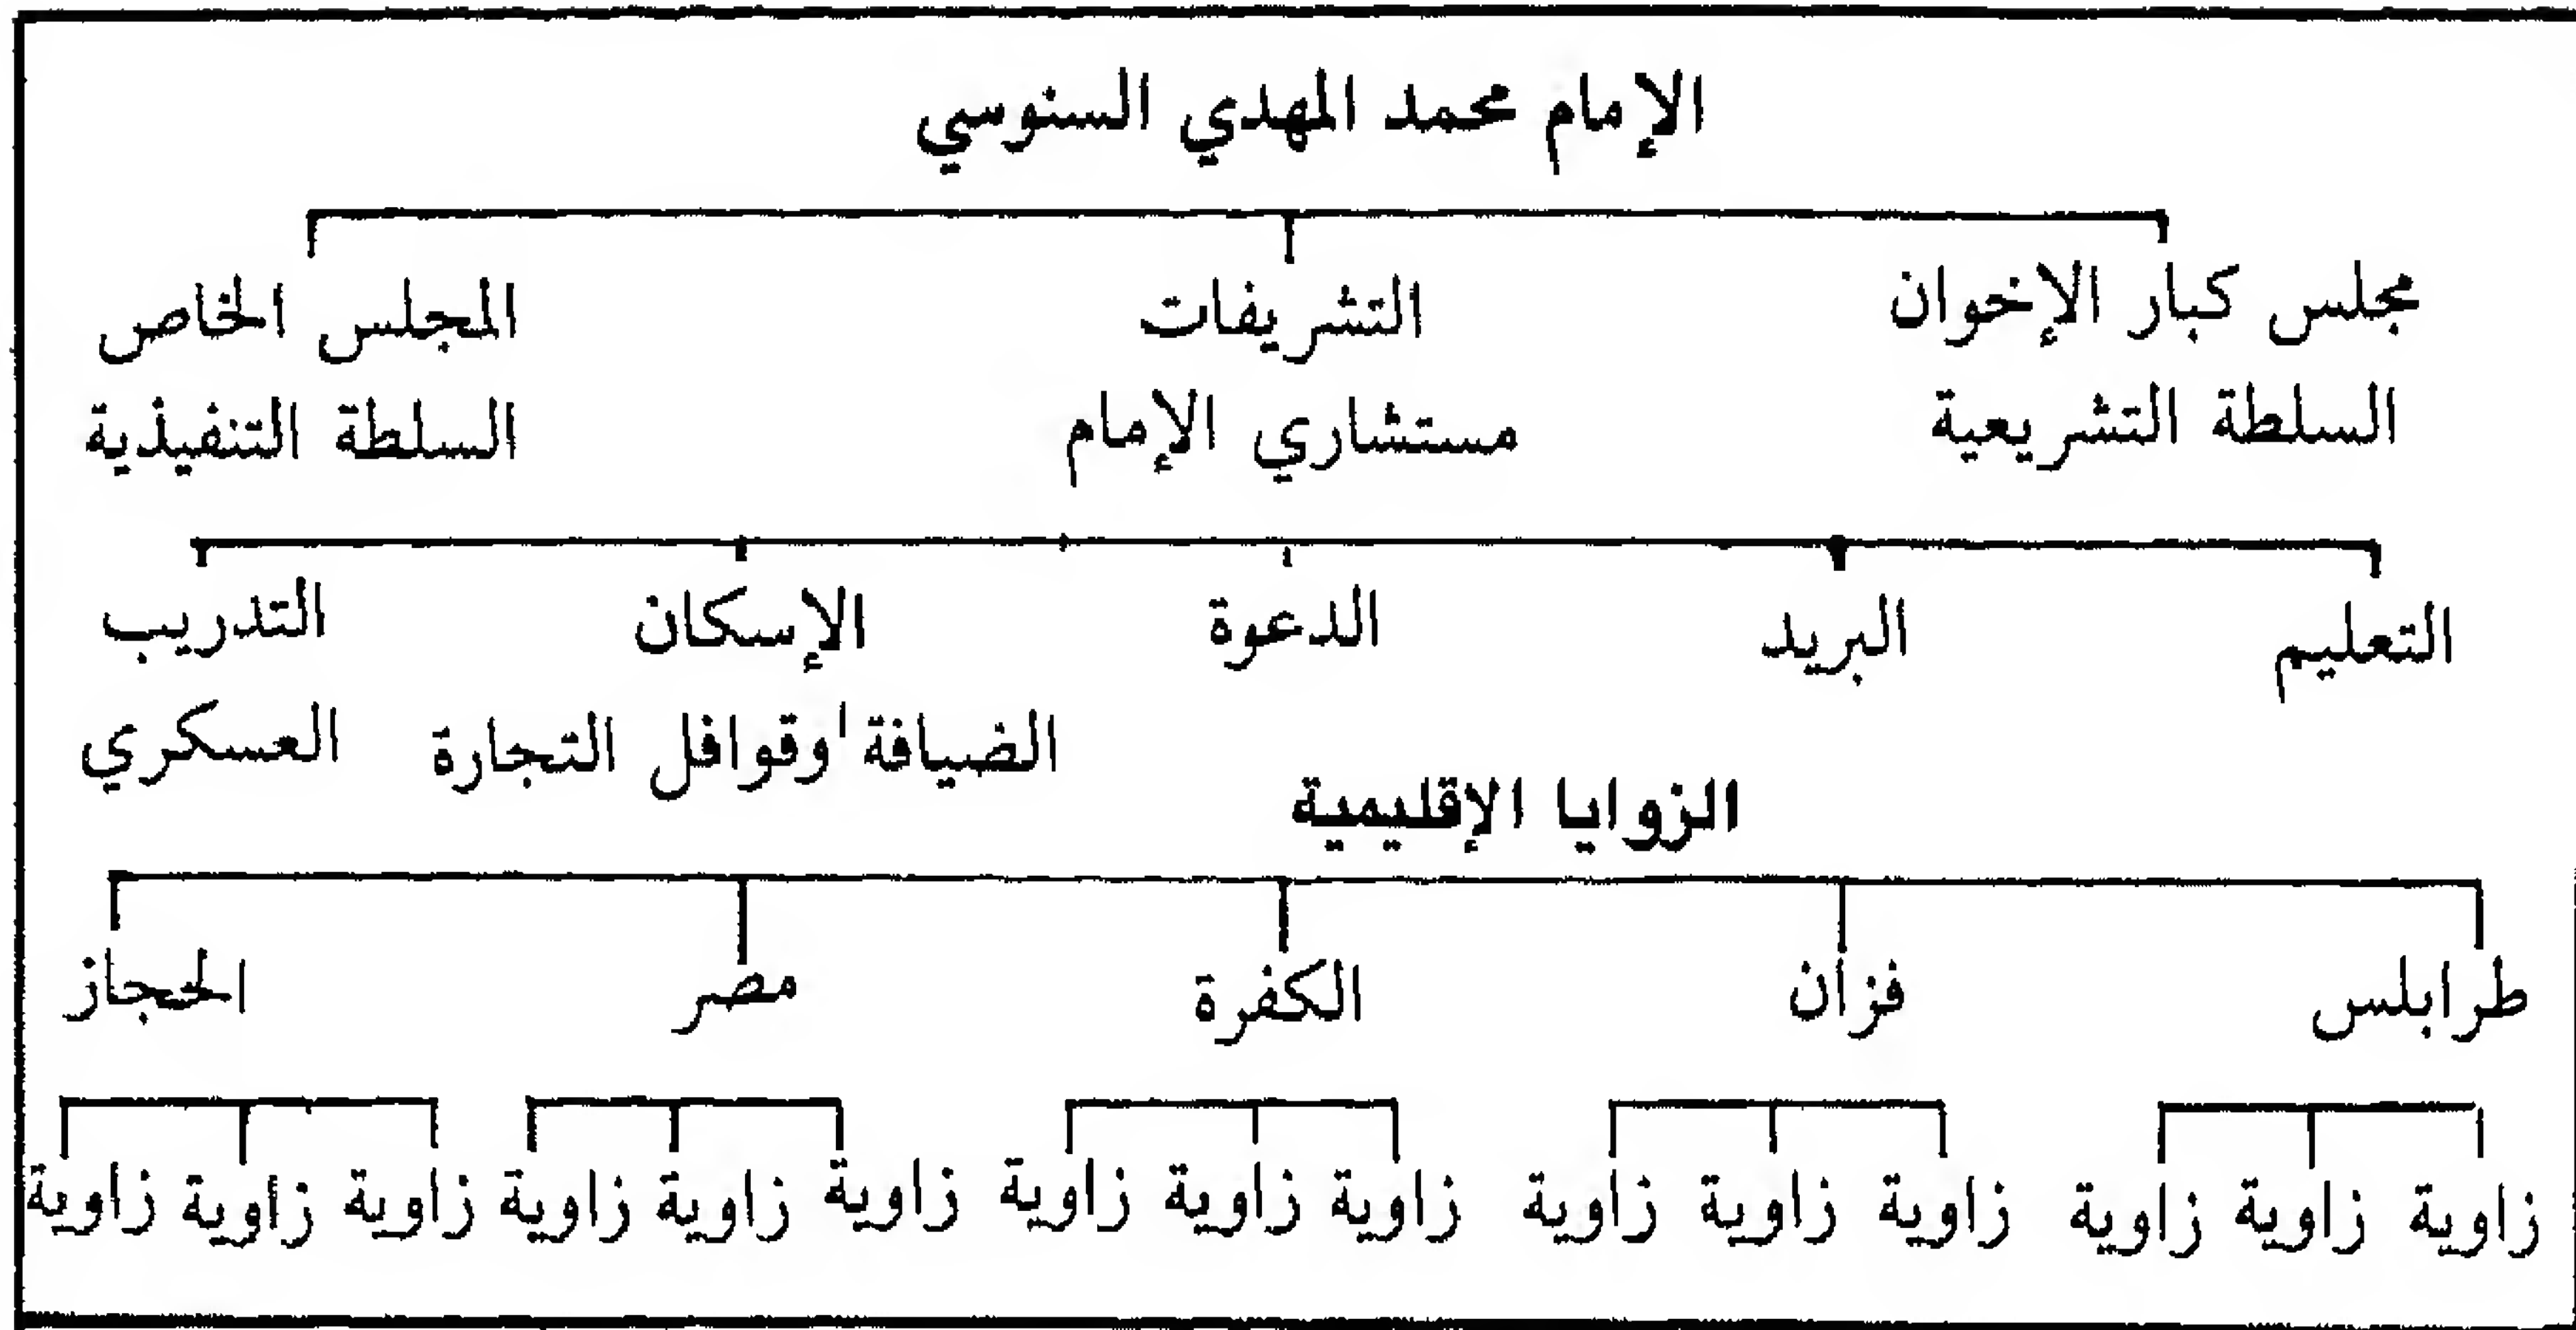 الإمام محمد المهدي السنوسي
مجلس كبار الإخوان التشريفات المجلس الخاص
السلطة التشريعية مستشاري الإمام السلطة التنفيذية
التعليم البريد الدعوة الإسكان التدريب
الضيافة وقوافل التجارة العسكري
الزوايا الإقليمية
طرابلس فزان الكفرة مصر الحجاز
زاوية زاوية زاوية زاوية زاوية زاوية زاوية زاوية زاوية زاوية زاوية زاوية زاوية زاوية زاوية